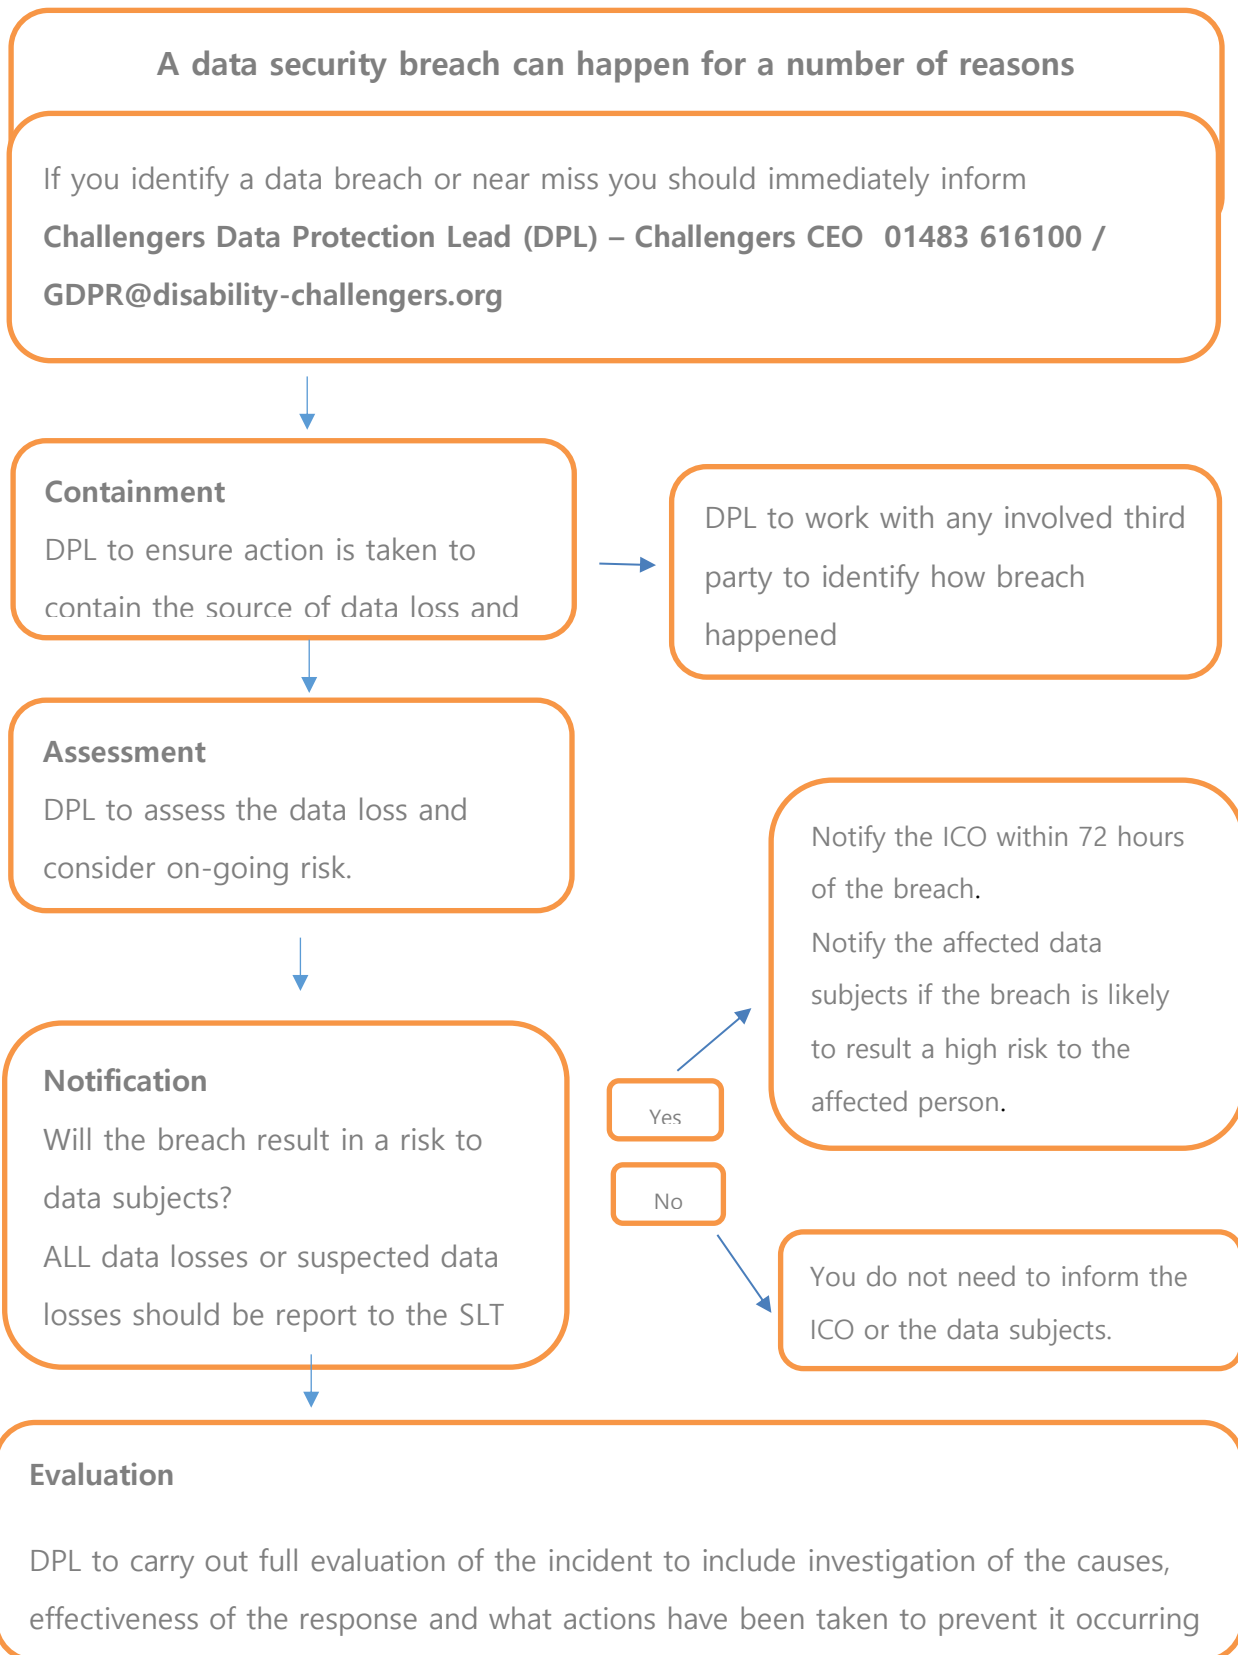 A data security breach can happen for a number of reasons
If you identify a data breach or near miss you should immediately inform
Challengers Data Protection Lead (DPL) – Challengers CEO 01483 616100 /
GDPR@disability-challengers.org
Containment
DPL to ensure action is taken to
contain the source of data loss and
DPL to work with any involved third
party to identify how breach
happened
Assessment
DPL to assess the data loss and
consider on-going risk.
Notify the ICO within 72 hours
of the breach.
Notify the affected data
subjects if the breach is likely
to result a high risk to the
affected person.
Notification
Will the breach result in a risk to
data subjects?
ALL data losses or suspected data
losses should be report to the SLT
Yes
No
You do not need to inform the
ICO or the data subjects.
Evaluation
DPL to carry out full evaluation of the incident to include investigation of the causes,
effectiveness of the response and what actions have been taken to prevent it occurring